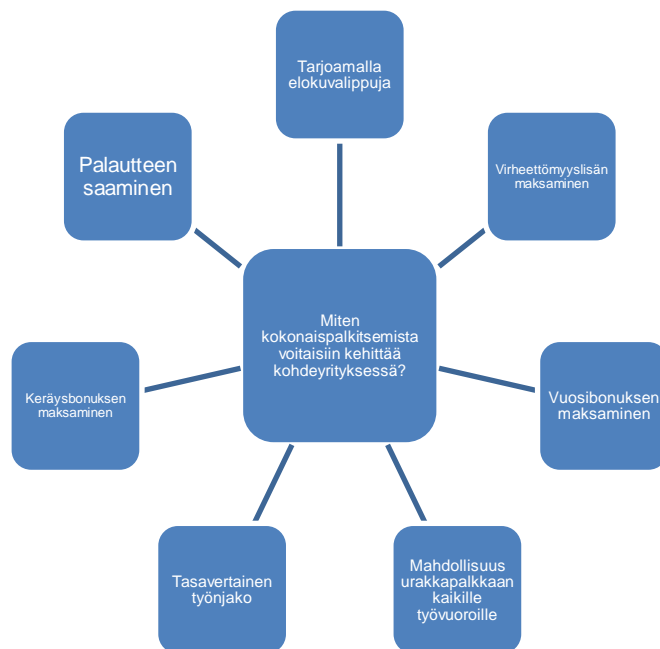 Tarjoamalla
elokuvalippuja
Palautteen
saaminen
Virheettömyyslisän
maksaminen
Miten
kokonaispalkitsemista
voitaisiin kehittää
kohdeyrityksessä?
Keräysbonuksen
maksaminen
Vuosibonuksen
maksaminen
Tasavertainen
työnjako
Mahdollisuus
urakkapalkkaan
kaikille
työvuoroille